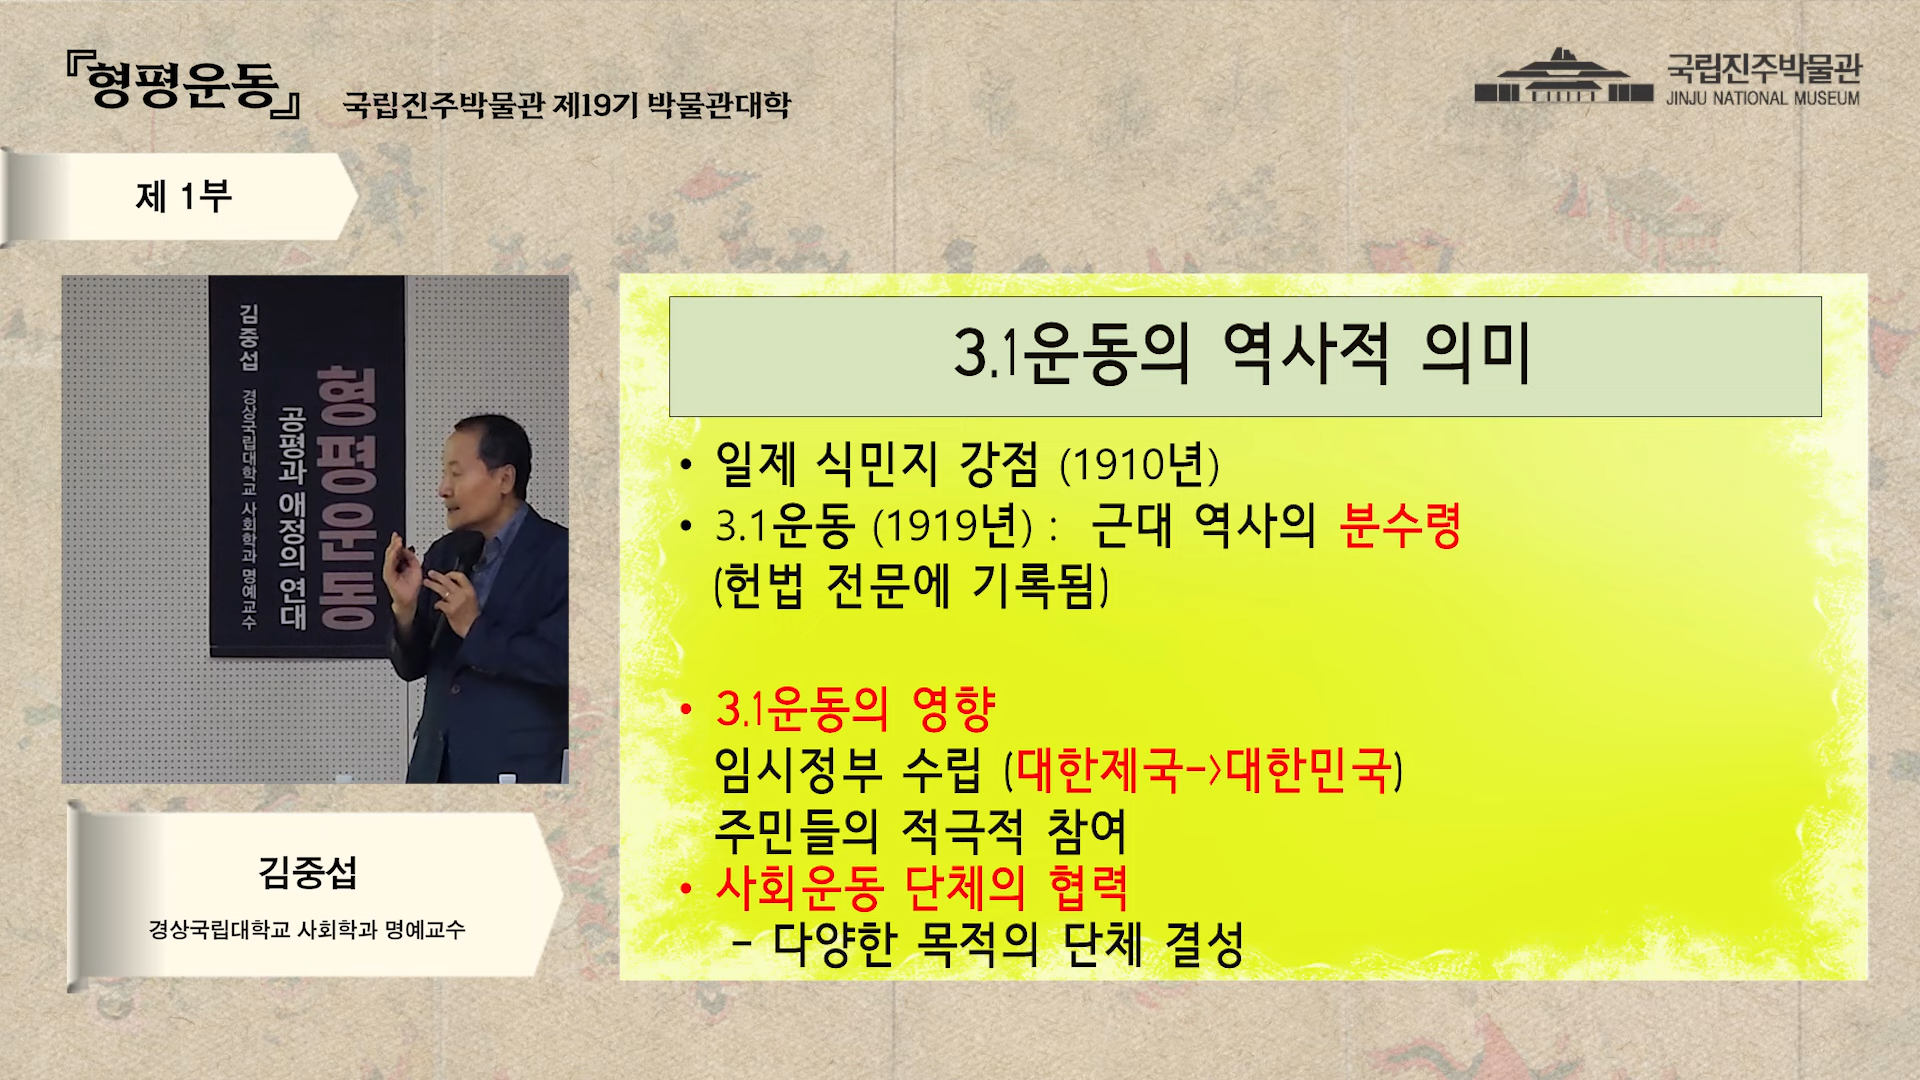 『형평운동』
국립진주박물관 제19기 박물관대학
국립진주박물관
JINJU NATIONAL MUSEUM
제 1부
김중섭
경상국립대학교 사회학과 명예교수
공평과 애정의 연대
형평운동
김중섭
경상국립대학교 사회학과 명예교수
3.1운동의 역사적 의미
• 일제 식민지 강점 (1910년)
• 3.1운동 (1919년) : 근대 역사의 분수령
(헌법 전문에 기록됨)
• 3.1운동의 영향
임시정부 수립 (대한제국->대한민국)
주민들의 적극적 참여
• 사회운동 단체의 협력
- 다양한 목적의 단체 결성